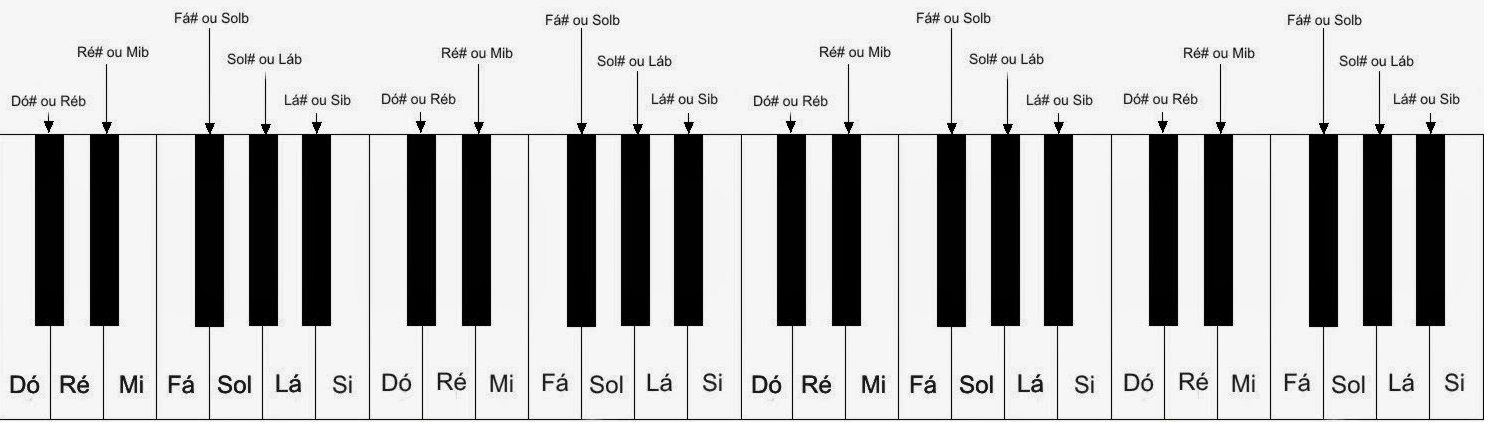 Fá# ou Solb Fá# ou Solb Fá# ou Solb Fá# ou Solb
Ré# ou Mib Sol# ou Láb Ré# ou Mib Sol# ou Láb Ré# ou Mib Sol# ou Láb Ré# ou Mib Sol# ou Láb
Dó# ou Réb Lá# ou Sib Dó# ou Réb Lá# ou Sib Dó# ou Réb Lá# ou Sib Dó# ou Réb Lá# ou Sib
Dó Ré Mi Fá Sol Lá Si Dó Ré Mi Fá Sol Lá Si Dó Ré Mi Fá Sol Lá Si Dó Ré Mi Fá Sol Lá Si